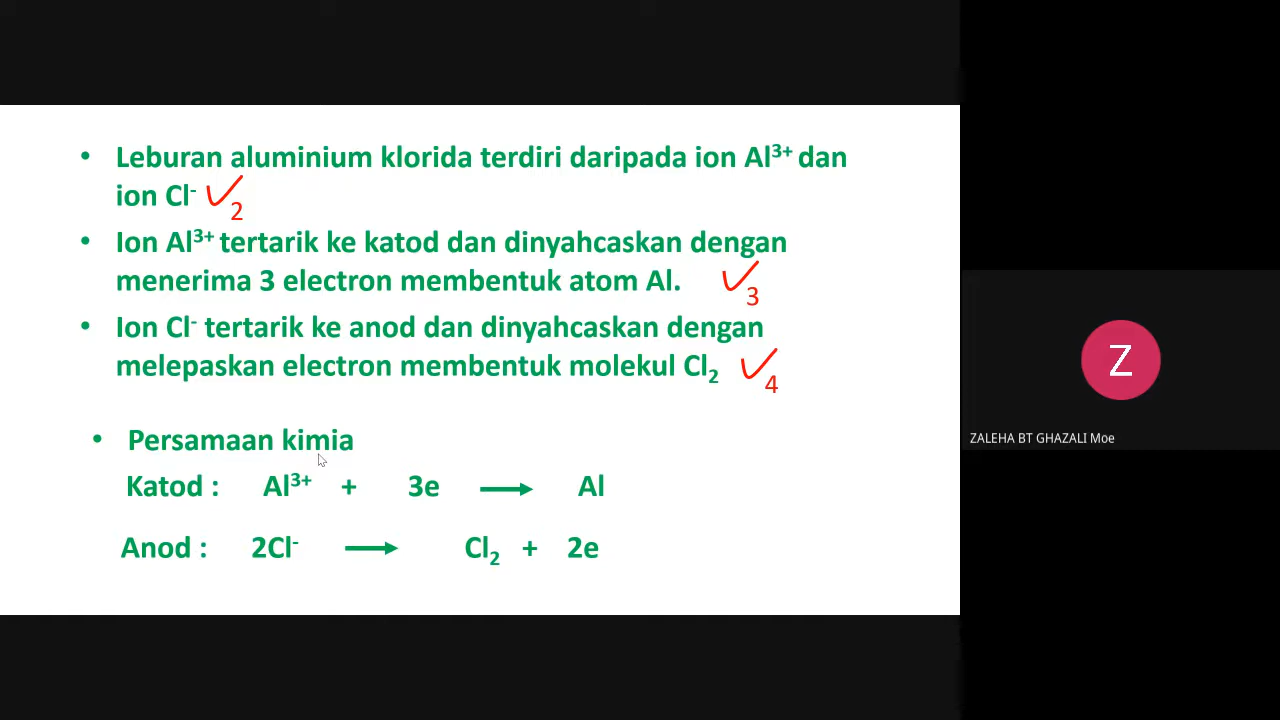 • Leburan aluminium klorida terdiri daripada ion Al³⁺ dan
ion Cl⁻ ✓2
• Ion Al³⁺ tertarik ke katod dan dinyahcaskan dengan
menerima 3 electron membentuk atom Al. ✓3
• Ion Cl⁻ tertarik ke anod dan dinyahcaskan dengan
melepaskan electron membentuk molekul Cl₂ ✓4
• Persamaan kimia
Katod : Al³⁺ + 3e → Al
Anod : 2Cl⁻ → Cl₂ + 2e
Z
ZALEHA BT GHAZALI Moe